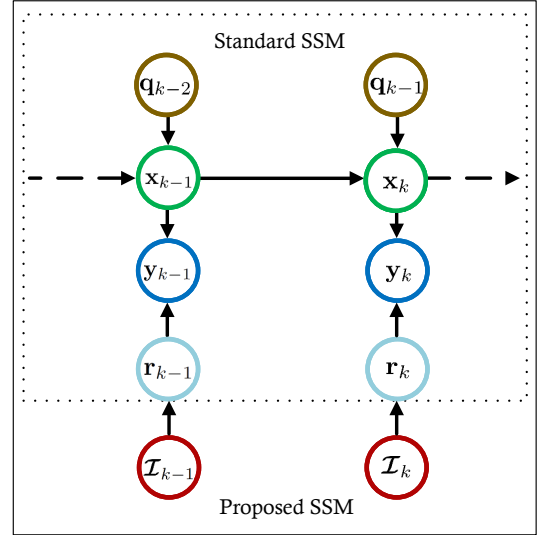 Standard SSM
q_{k-2} q_{k-1}
x_{k-1} x_k
y_{k-1} y_k
r_{k-1} r_k
𝓘_{k-1} 𝓘_k
Proposed SSM